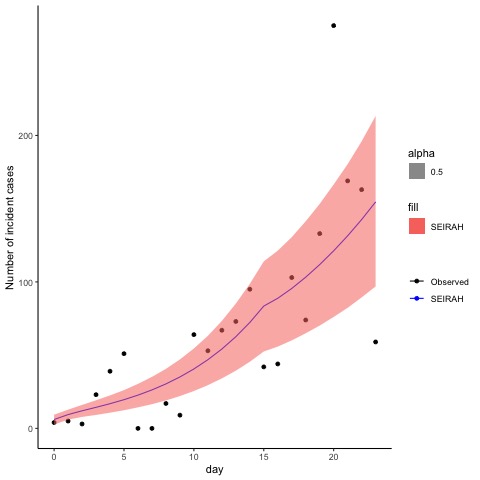 Number of incident cases
200
100
0
0
5
10
15
20
day
alpha
0.5
fill
SEIRAH
Observed
SEIRAH